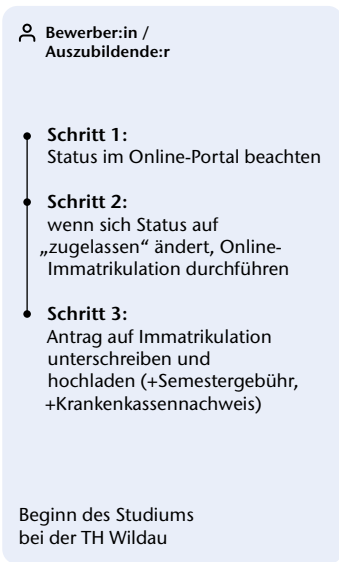 Bewerber:in /
Auszubildende:r
Schritt 1:
Status im Online-Portal beachten
Schritt 2:
wenn sich Status auf
„zugelassen“ ändert, Online-
Immatrikulation durchführen
Schritt 3:
Antrag auf Immatrikulation
unterschreiben und
hochladen (+Semestergebühr,
+Krankenkassennachweis)
Beginn des Studiums
bei der TH Wildau